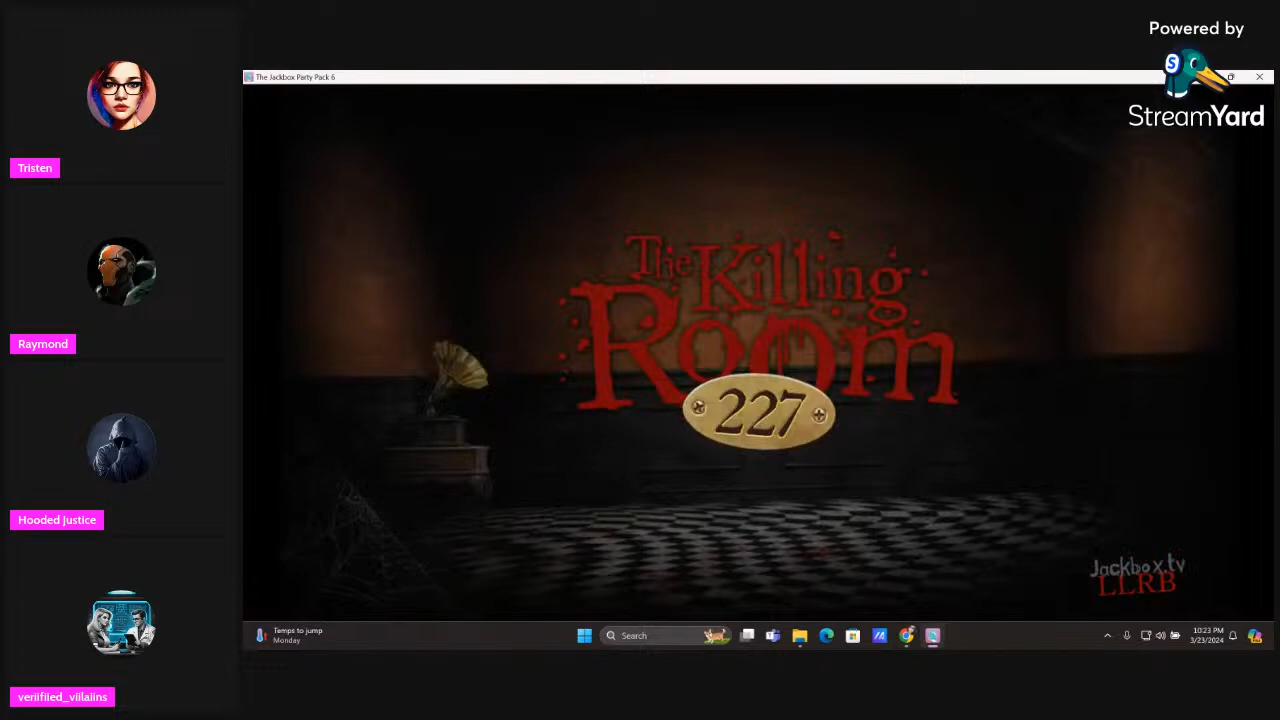 Powered by
StreamYard
The Jackbox Party Pack 6
Tristen
Raymond
Hooded Justice
veriifiied_viilaiins
The Killing
Room
227
Jackbox.tv
LLRB
Temps to jump
Monday
Search
10:23 PM
3/23/2024